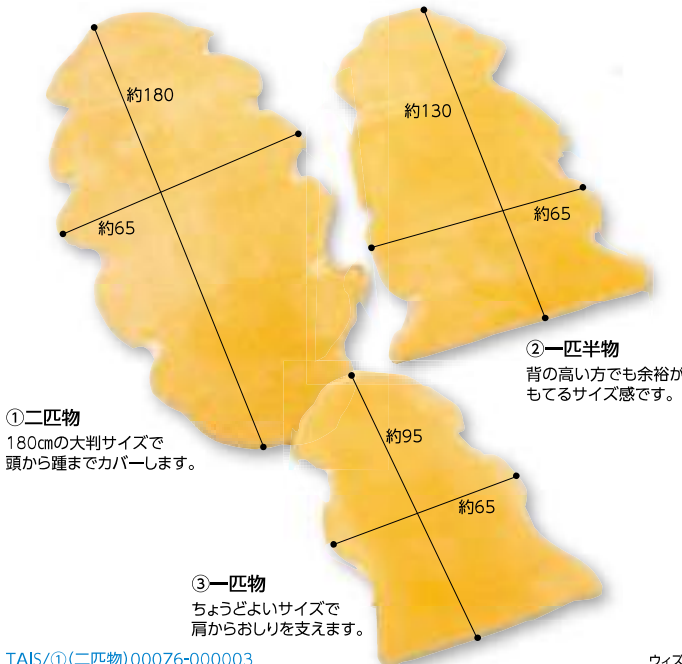 約180
約65
①二匹物
180㎝の大判サイズで
頭から踵までカバーします。
約130
約65
②一匹半物
背の高い方でも余裕が
もてるサイズ感です。
約95
約65
③一匹物
ちょうどよいサイズで
肩からおしりを支えます。
TAIS/①(二匹物)00076-000003
ウィズ